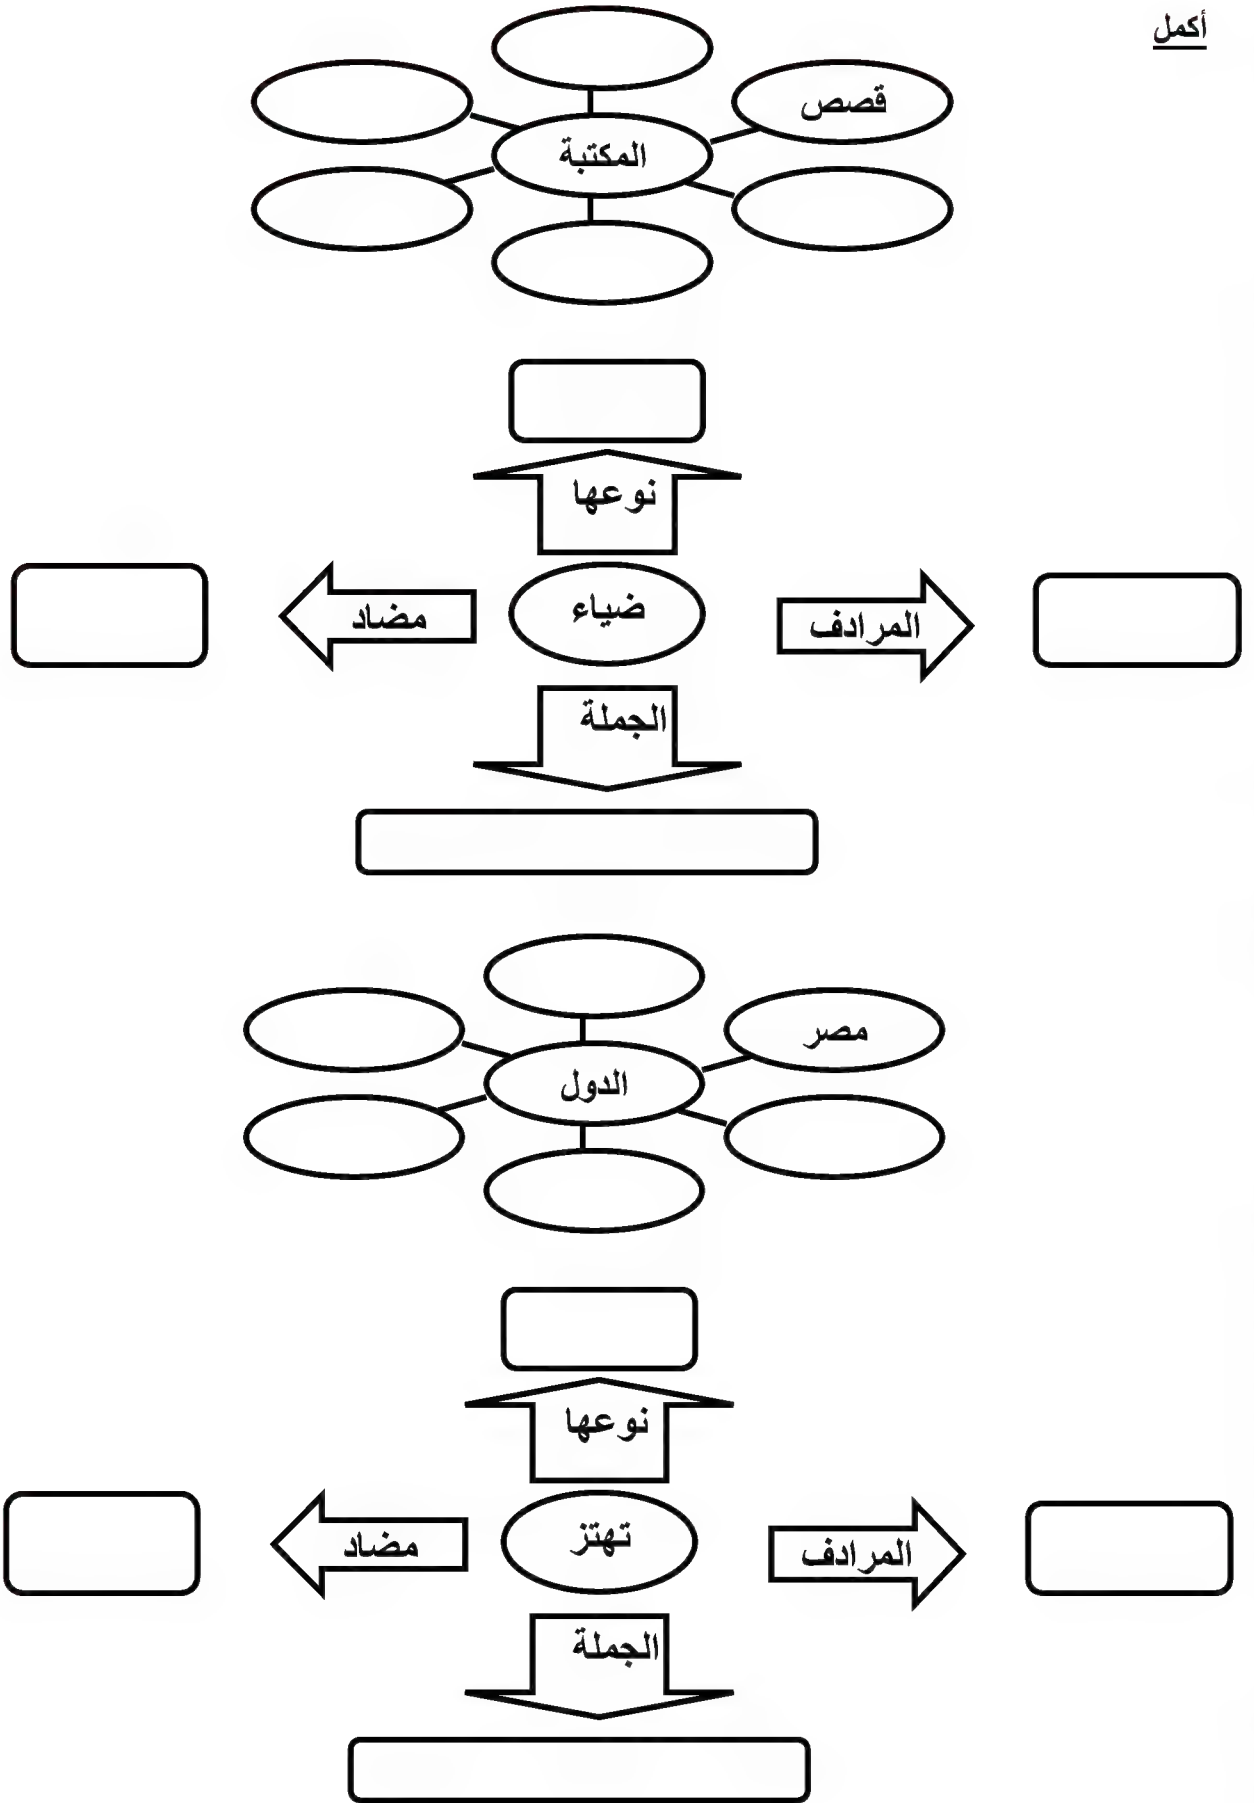 أكمل
قصص
المكتبة
نوعها
ضياء
المرادف
مضاد
الجملة
مصر
الدول
نوعها
تهتز
المرادف
مضاد
الجملة